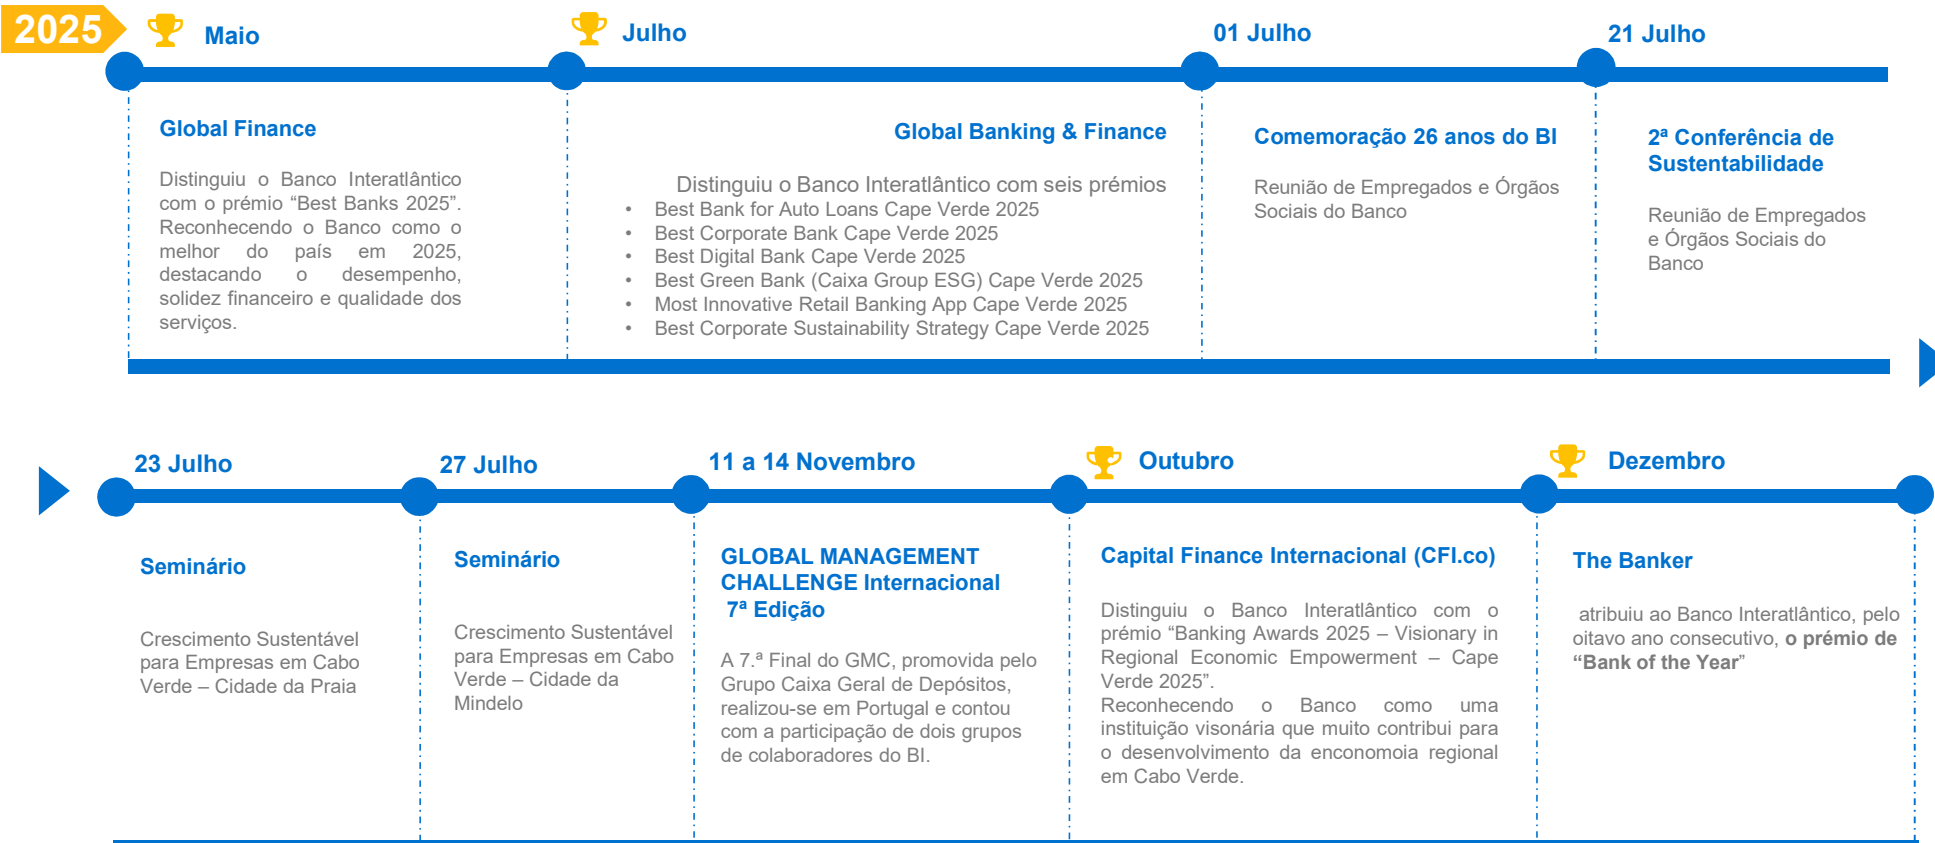 2025
Maio
Global Finance
Distinguiu o Banco Interatlântico
com o prémio “Best Banks 2025”.
Reconhecendo o Banco como o
melhor do país em 2025,
destacando o desempenho,
solidez financeiro e qualidade dos
serviços.
Julho
Global Banking & Finance
Distinguiu o Banco Interatlântico com seis prémios
• Best Bank for Auto Loans Cape Verde 2025
• Best Corporate Bank Cape Verde 2025
• Best Digital Bank Cape Verde 2025
• Best Green Bank (Caixa Group ESG) Cape Verde 2025
• Most Innovative Retail Banking App Cape Verde 2025
• Best Corporate Sustainability Strategy Cape Verde 2025
01 Julho
Comemoração 26 anos do BI
Reunião de Empregados e Órgãos
Sociais do Banco
21 Julho
2ª Conferência de
Sustentabilidade
Reunião de Empregados
e Órgãos Sociais do
Banco
23 Julho
Seminário
Crescimento Sustentável
para Empresas em Cabo
Verde – Cidade da Praia
27 Julho
Seminário
Crescimento Sustentável
para Empresas em Cabo
Verde – Cidade da
Mindelo
11 a 14 Novembro
GLOBAL MANAGEMENT
CHALLENGE Internacional
7ª Edição
A 7.ª Final do GMC, promovida pelo
Grupo Caixa Geral de Depósitos,
realizou-se em Portugal e contou
com a participação de dois grupos
de colaboradores do BI.
Outubro
Capital Finance Internacional (CFI.co)
Distinguiu o Banco Interatlântico com o
prémio “Banking Awards 2025 – Visionary in
Regional Economic Empowerment – Cape
Verde 2025”.
Reconhecendo o Banco como uma
instituição visonária que muito contribui para
o desenvolvimento da enconomoia regional
em Cabo Verde.
Dezembro
The Banker
atribuiu ao Banco Interatlântico, pelo
oitavo ano consecutivo, o prémio de
“Bank of the Year”